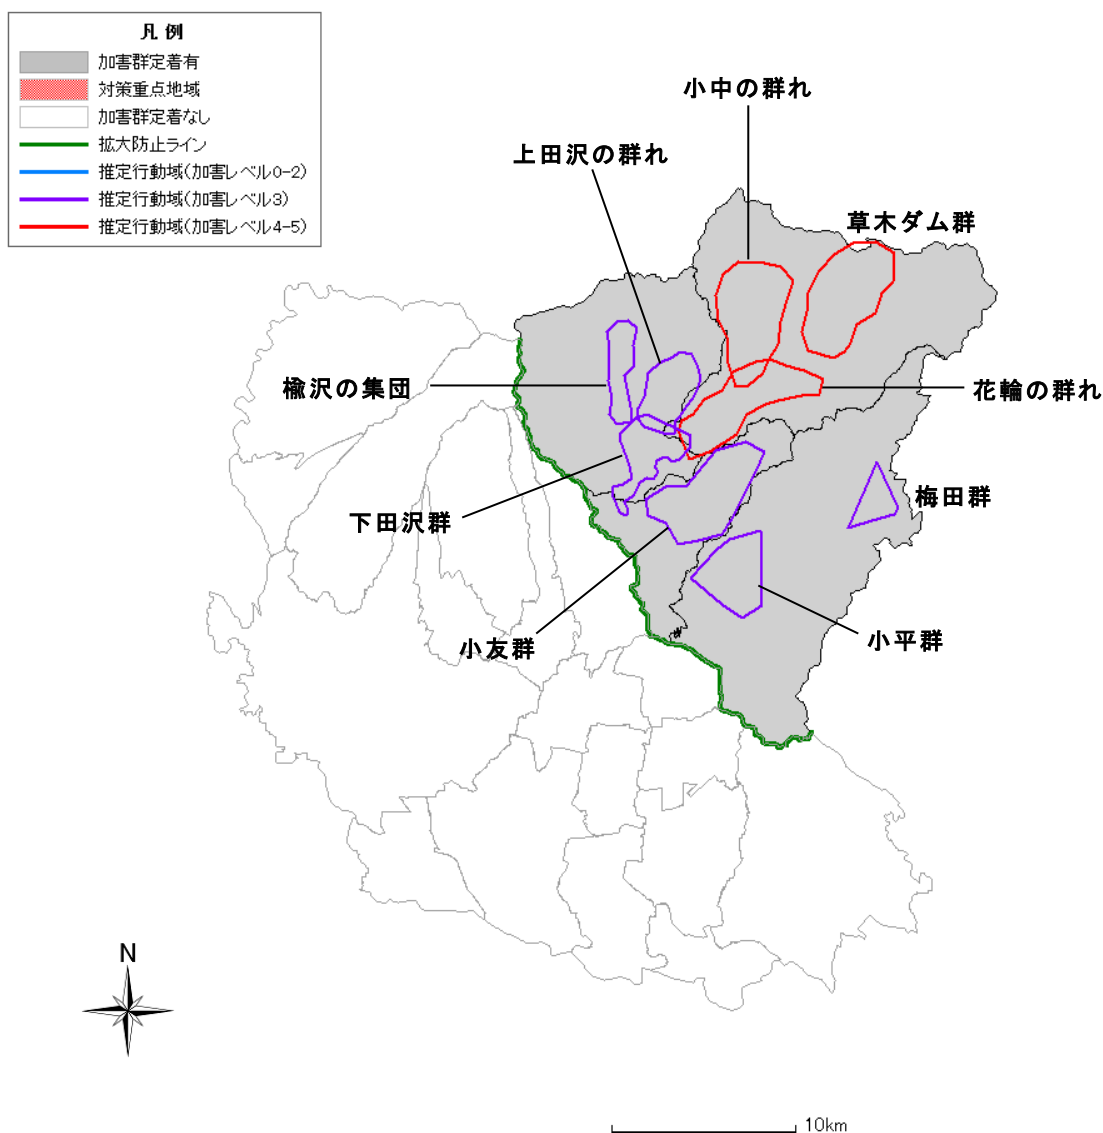 凡 例
加害群定着有
対策重点地域
加害群定着なし
拡大防止ライン
推定行動域(加害レベル0-2)
推定行動域(加害レベル3)
推定行動域(加害レベル4-5)
小中の群れ
上田沢の群れ
草木ダム群
楡沢の集団
花輪の群れ
梅田群
下田沢群
小友群
小平群
N
10km